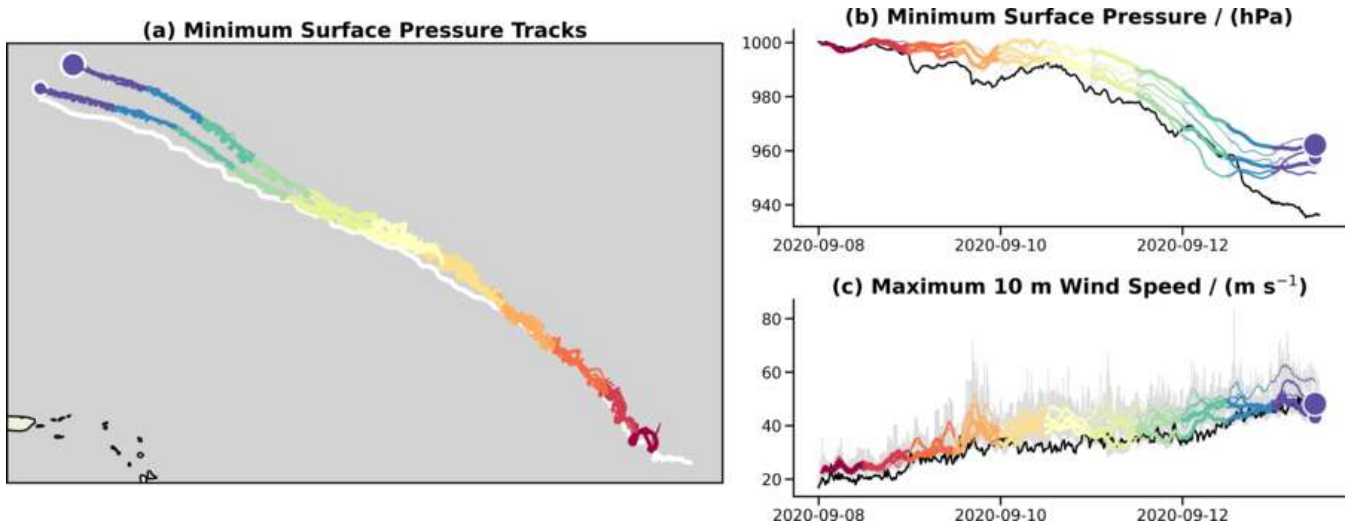 (a) Minimum Surface Pressure Tracks
(b) Minimum Surface Pressure / (hPa)
1000
980
960
940
2020-09-08 2020-09-10 2020-09-12
(c) Maximum 10 m Wind Speed / (m s⁻¹)
80
60
40
20
2020-09-08 2020-09-10 2020-09-12